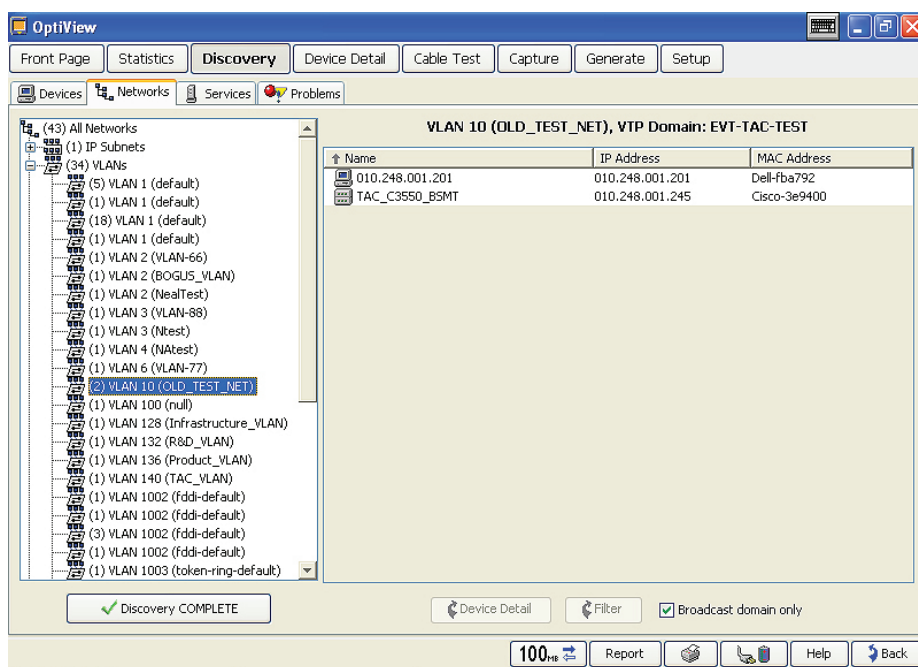 OptiView
Front Page Statistics Discovery Device Detail Cable Test Capture Generate Setup
Devices Networks Services Problems
(43) All Networks
(1) IP Subnets
(34) VLANs
(5) VLAN 1 (default)
(1) VLAN 1 (default)
(18) VLAN 1 (default)
(1) VLAN 1 (default)
(1) VLAN 2 (VLAN-66)
(1) VLAN 2 (BOGUS_VLAN)
(1) VLAN 2 (NealTest)
(1) VLAN 3 (VLAN-88)
(1) VLAN 3 (Ntest)
(1) VLAN 4 (NAtest)
(1) VLAN 6 (VLAN-77)
(2) VLAN 10 (OLD_TEST_NET)
(1) VLAN 100 (null)
(1) VLAN 128 (Infrastructure_VLAN)
(1) VLAN 132 (R&D_VLAN)
(1) VLAN 136 (Product_VLAN)
(1) VLAN 140 (TAC_VLAN)
(1) VLAN 1002 (fddi-default)
(1) VLAN 1002 (fddi-default)
(3) VLAN 1002 (fddi-default)
(1) VLAN 1002 (fddi-default)
(1) VLAN 1003 (token-ring-default)
VLAN 10 (OLD_TEST_NET), VTP Domain: EVT-TAC-TEST
Name IP Address MAC Address
010.248.001.201 010.248.001.201 Dell-fba792
TAC_C3550_BSMT 010.248.001.245 Cisco-3e9400
Discovery COMPLETE Device Detail Filter Broadcast domain only
100MB Report Help Back